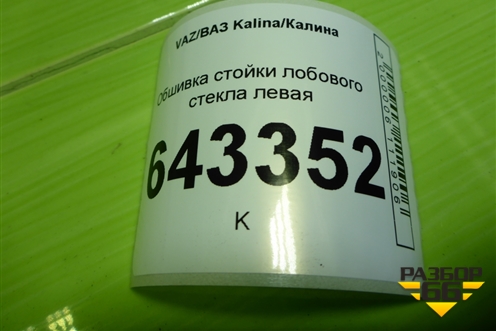 VAZ/ВАЗ Kalina/Калина
Обшивка стойки лобового
стекла левая
643352
К
РАЗБОР
66